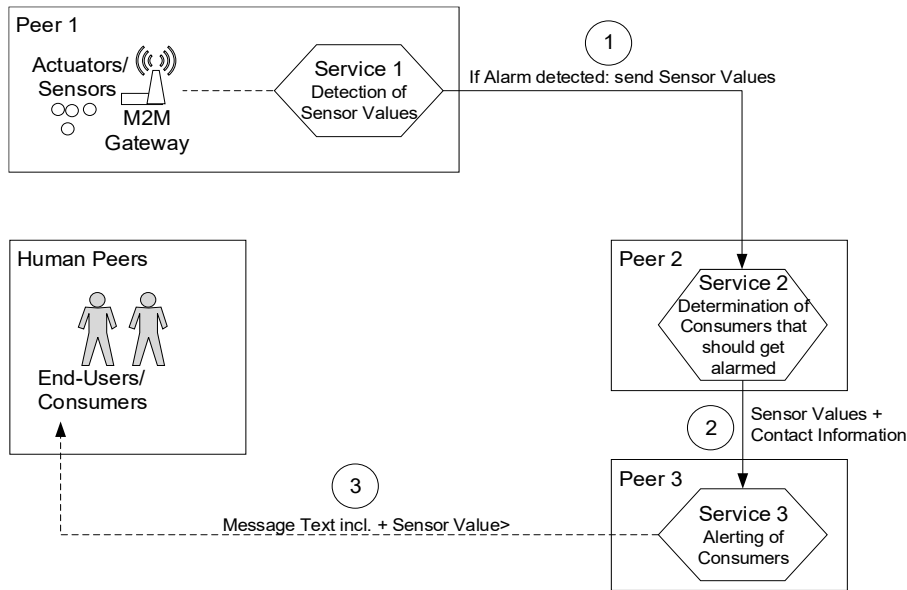 Peer 1
Actuators/
Sensors
M2M
Gateway
Service 1
Detection of
Sensor Values
1
If Alarm detected: send Sensor Values
Human Peers
End-Users/
Consumers
Peer 2
Service 2
Determination of
Consumers that
should get
alarmed
2
Sensor Values +
Contact Information
Peer 3
Service 3
Alerting of
Consumers
3
Message Text incl. + Sensor Value>